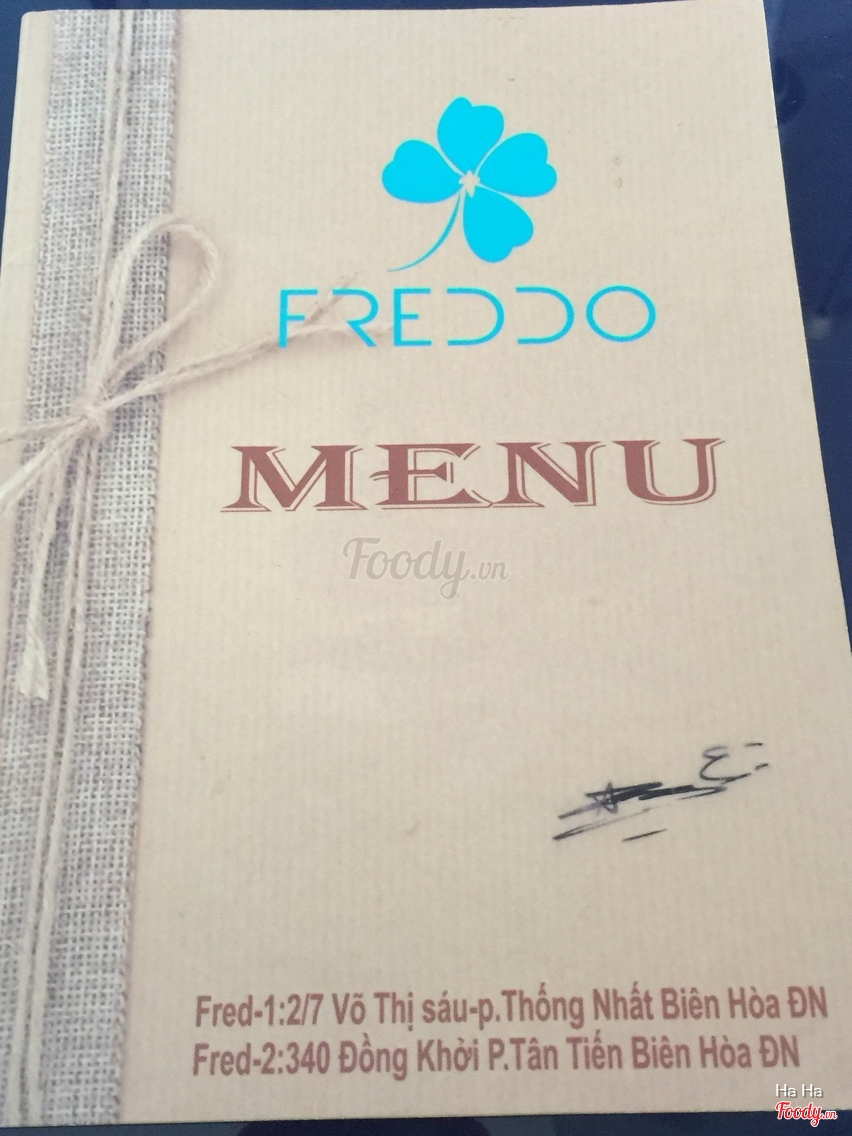 FREDDO
MENU
Foody.vn
Fred-1:2/7 Võ Thị sáu-p.Thống Nhất Biên Hòa ĐN
Fred-2:340 Đồng Khởi P.Tân Tiến Biên Hòa ĐN
Ha Ha
Foody.vn